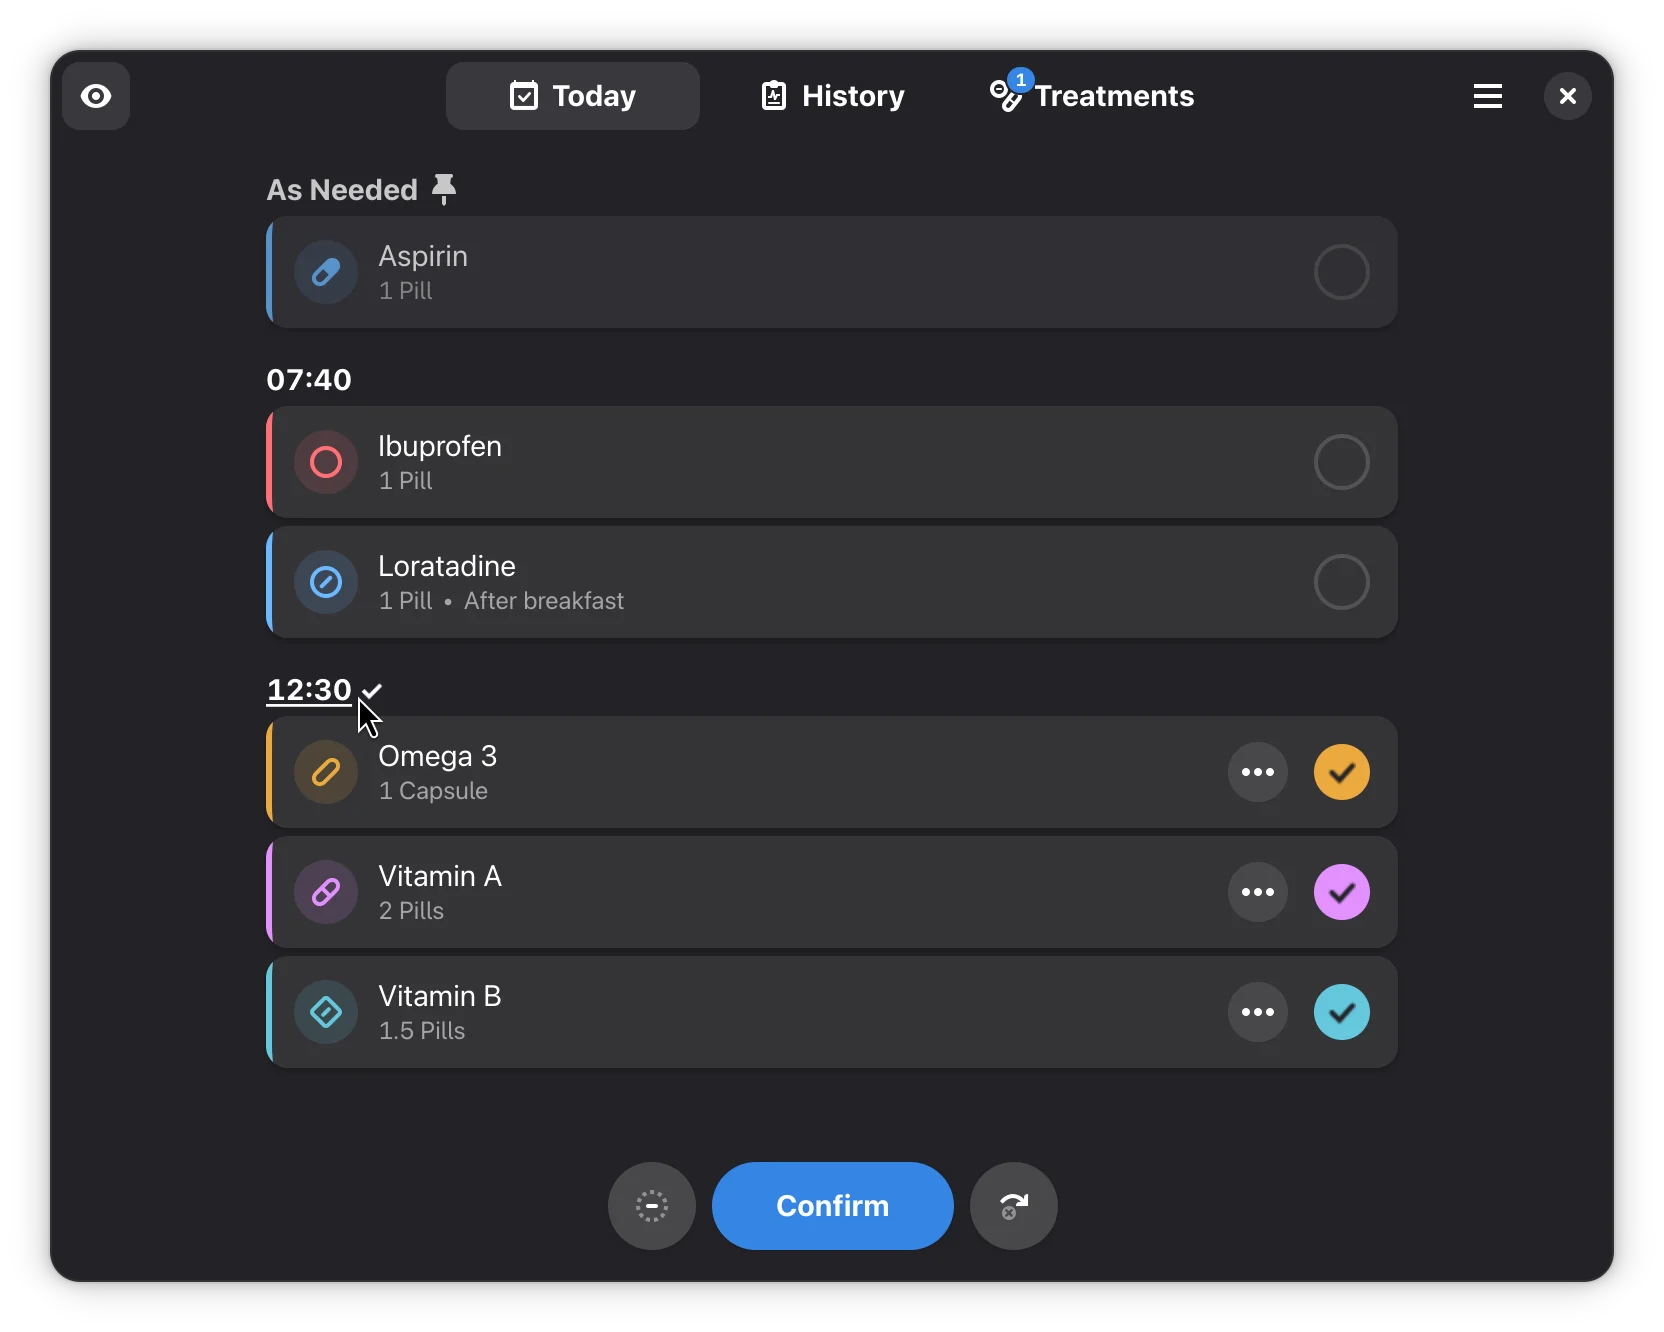 Today
History
1
Treatments
As Needed
Aspirin
1 Pill
07:40
Ibuprofen
1 Pill
Loratadine
1 Pill • After breakfast
12:30
Omega 3
1 Capsule
Vitamin A
2 Pills
Vitamin B
1.5 Pills
Confirm